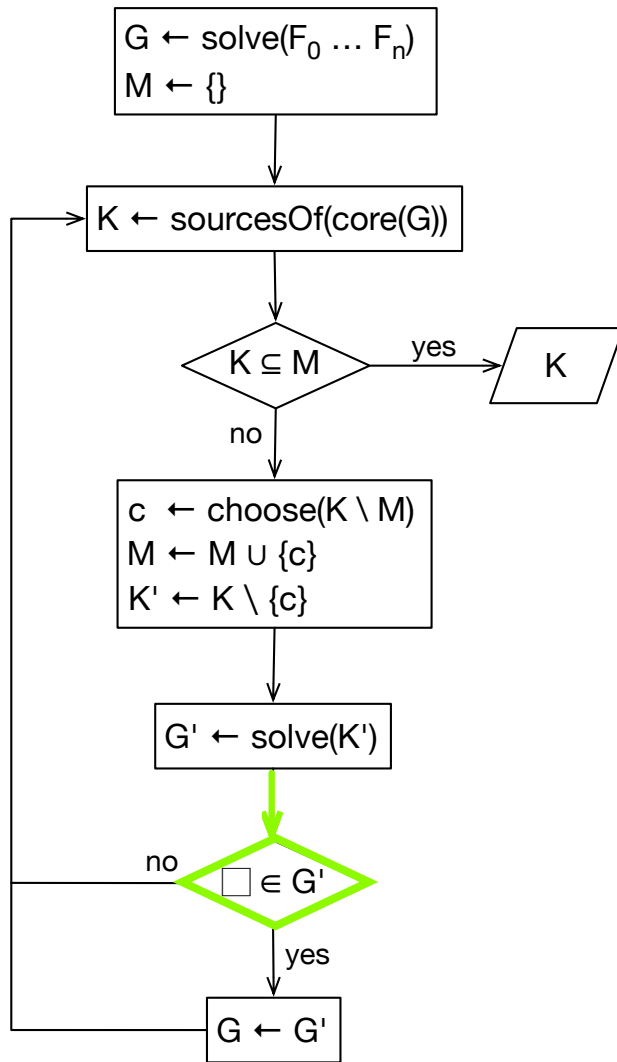 G ← solve(F₀ … Fₙ)
M ← {}
K ← sourcesOf(core(G))
K ⊆ M
yes
K
no
c ← choose(K \ M)
M ← M ∪ {c}
K' ← K \ {c}
G' ← solve(K')
no
□ ∈ G'
yes
G ← G'